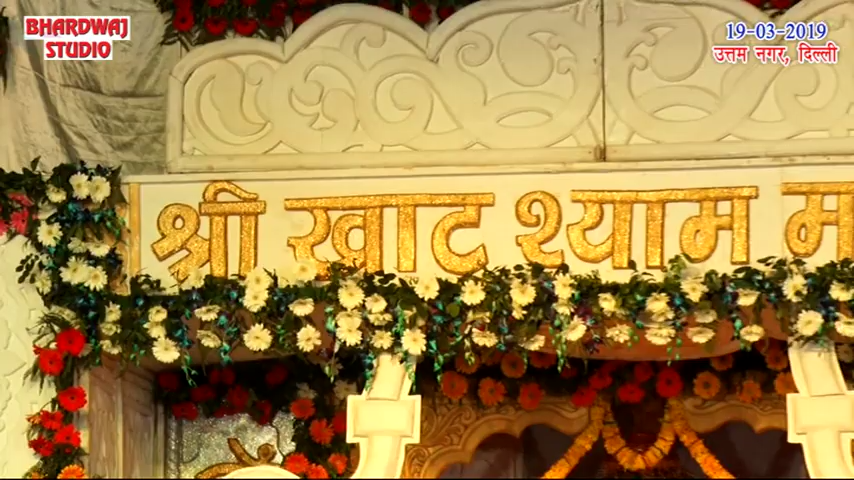 BHARDWAJ
STUDIO
19-03-2019
उत्तम नगर, दिल्ली
श्री खाटू श्याम